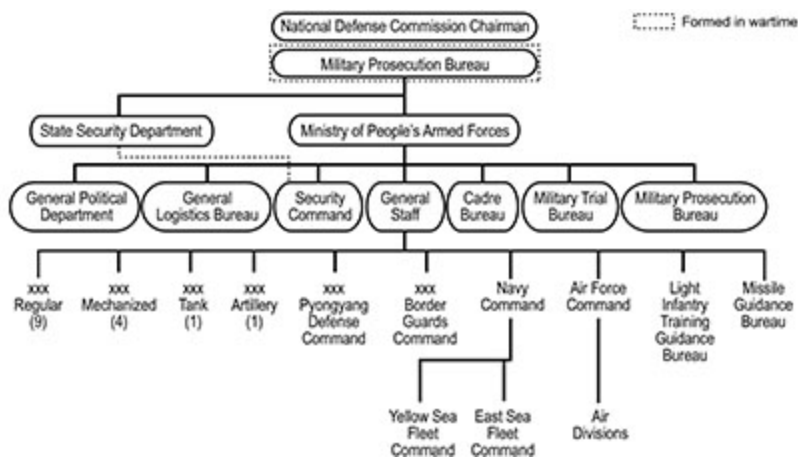 National Defense Commission Chairman
Formed in wartime
Military Prosecution Bureau
State Security Department
Ministry of People's Armed Forces
General Political
Department
General
Logistics Bureau
Security
Command
General
Staff
Cadre
Bureau
Military Trial
Bureau
Military Prosecution
Bureau
xxx
Regular
(9)
xxx
Mechanized
(4)
xxx
Tank
(1)
xxx
Artillery
(1)
xxx
Pyongyang
Defense
Command
xxx
Border
Guards
Command
Navy
Command
Air Force
Command
Light
Infantry
Training
Guidance
Bureau
Missile
Guidance
Bureau
Yellow Sea
Fleet
Command
East Sea
Fleet
Command
Air
Divisions